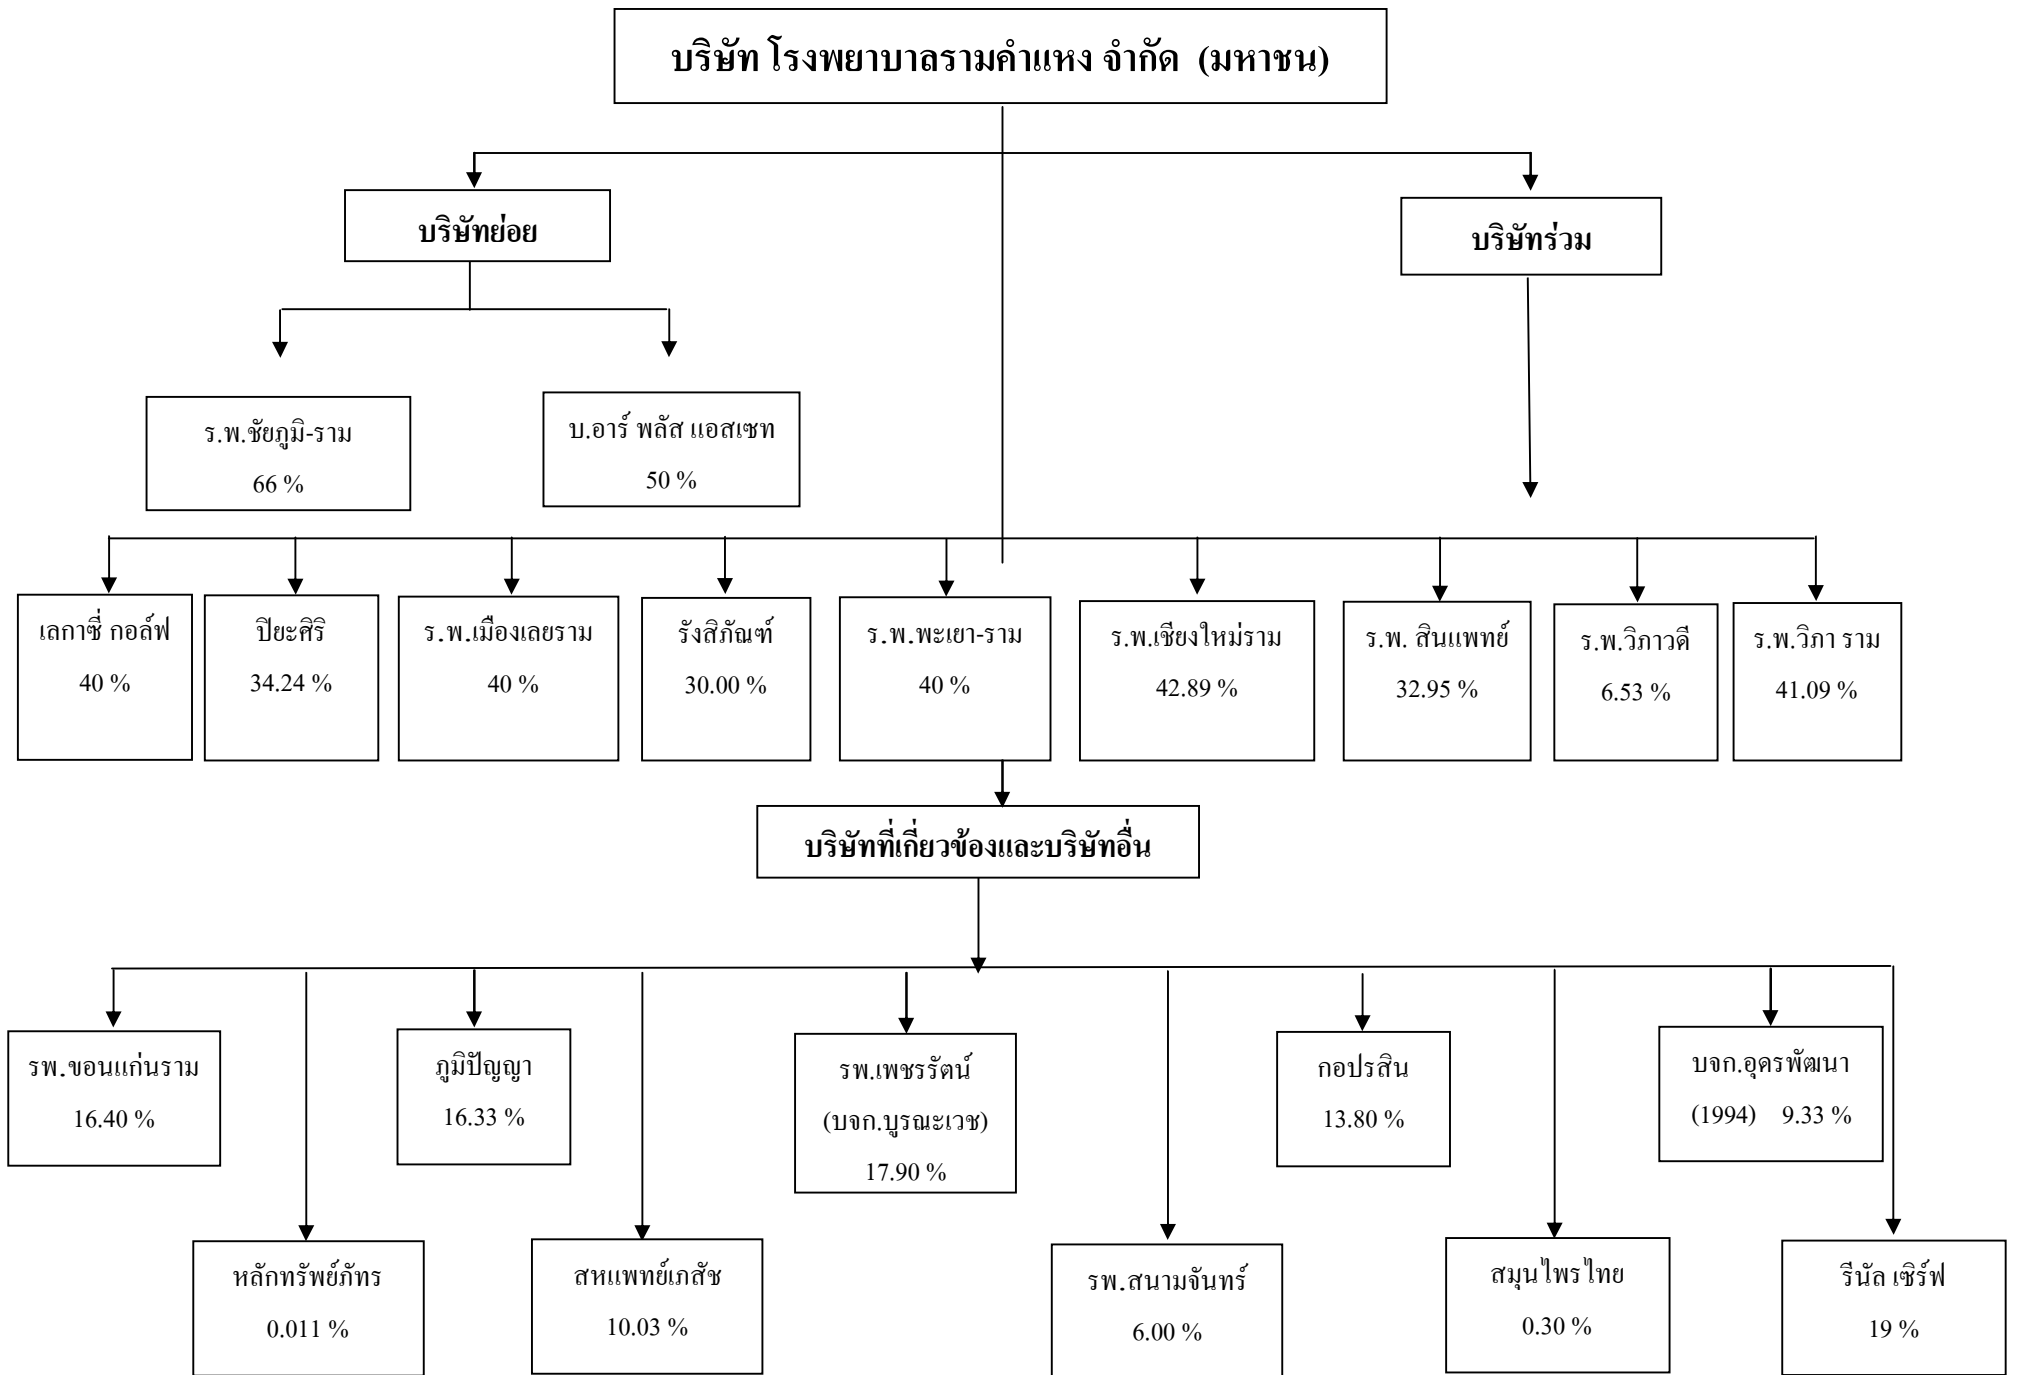 บริษัท โรงพยาบาลรามคำแหง จำกัด (มหาชน)
บริษัทย่อย
บริษัทร่วม
ร.พ.ชัยภูมิ-ราม
66 %
บ.อาร์ พลัส แอสเซท
50 %
เลกาซี่ กอล์ฟ
40 %
ปิยะศิริ
34.24 %
ร.พ.เมืองเลยราม
40 %
รังสิภัณฑ์
30.00 %
ร.พ.พะเยา-ราม
40 %
ร.พ.เชียงใหม่ราม
42.89 %
ร.พ. สินแพทย์
32.95 %
ร.พ.วิภาวดี
6.53 %
ร.พ.วิภา ราม
41.09 %
บริษัทที่เกี่ยวข้องและบริษัทอื่น
รพ.ขอนแก่นราม
16.40 %
ภูมิปัญญา
16.33 %
รพ.เพชรรัตน์
(บจก.บูรณะเวช)
17.90 %
กอปรสิน
13.80 %
บจก.อุดรพัฒนา
(1994) 9.33 %
หลักทรัพย์ภัทร
0.011 %
สหแพทย์เภสัช
10.03 %
รพ.สนามจันทร์
6.00 %
สมุนไพรไทย
0.30 %
รีนัล เซิร์ฟ
19 %